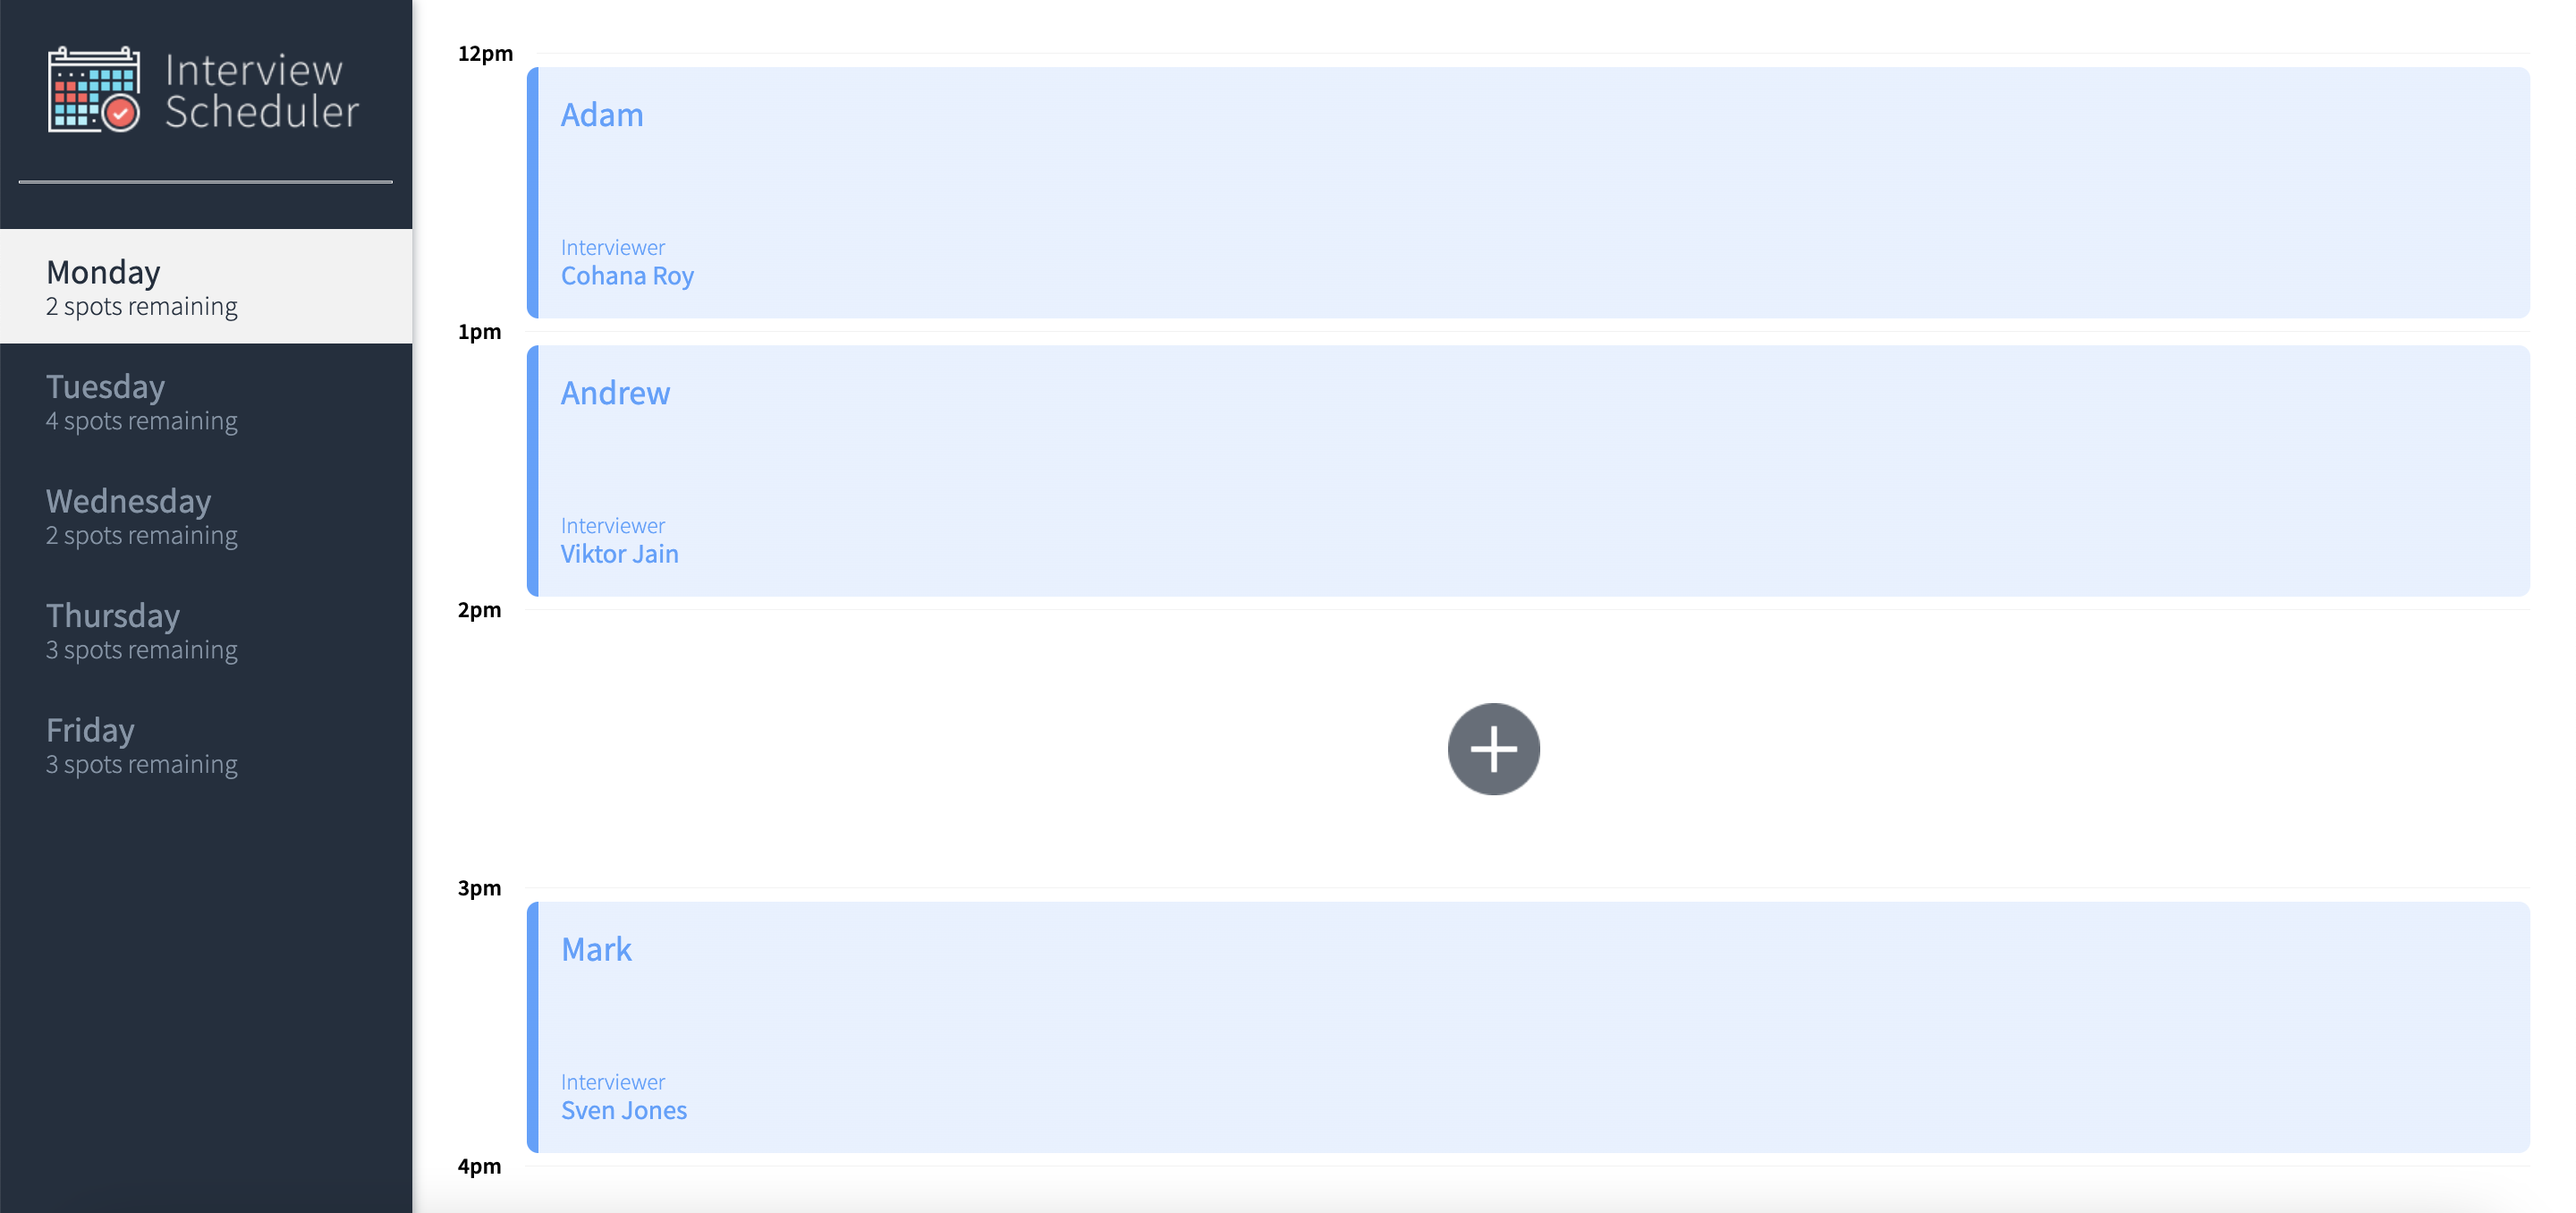 Interview
Scheduler
Monday
2 spots remaining
Tuesday
4 spots remaining
Wednesday
2 spots remaining
Thursday
3 spots remaining
Friday
3 spots remaining
12pm
Adam
Interviewer
Cohana Roy
1pm
Andrew
Interviewer
Viktor Jain
2pm
3pm
Mark
Interviewer
Sven Jones
4pm